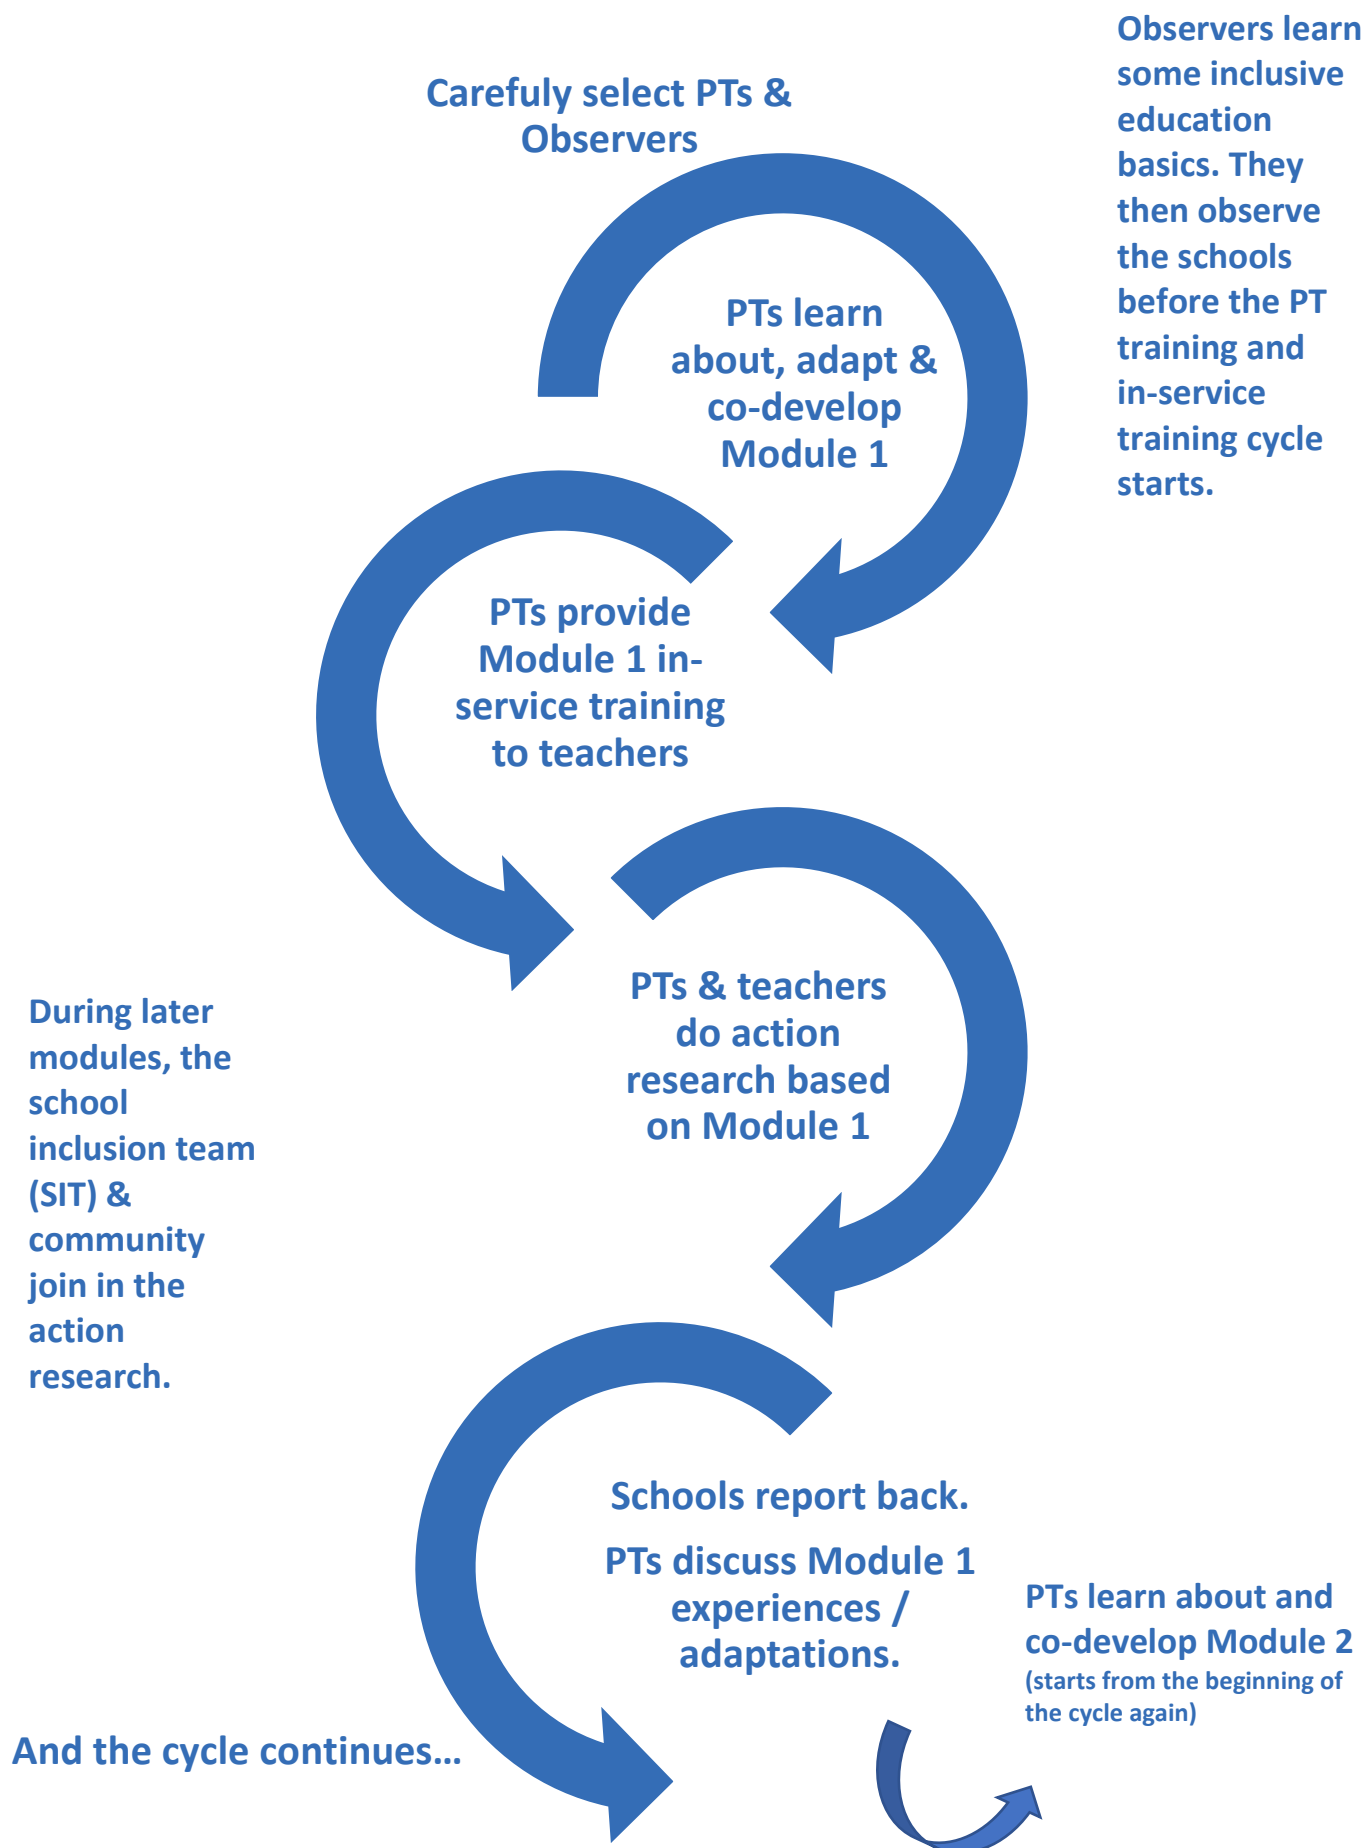 Carefuly select PTs &
Observers
Observers learn
some inclusive
education
basics. They
then observe
the schools
before the PT
training and
in-service
training cycle
starts.
PTs learn
about, adapt &
co-develop
Module 1
PTs provide
Module 1 in-
service training
to teachers
PTs & teachers
do action
research based
on Module 1
During later
modules, the
school
inclusion team
(SIT) &
community
join in the
action
research.
Schools report back.
PTs discuss Module 1
experiences /
adaptations.
PTs learn about and
co-develop Module 2
(starts from the beginning of
the cycle again)
And the cycle continues…